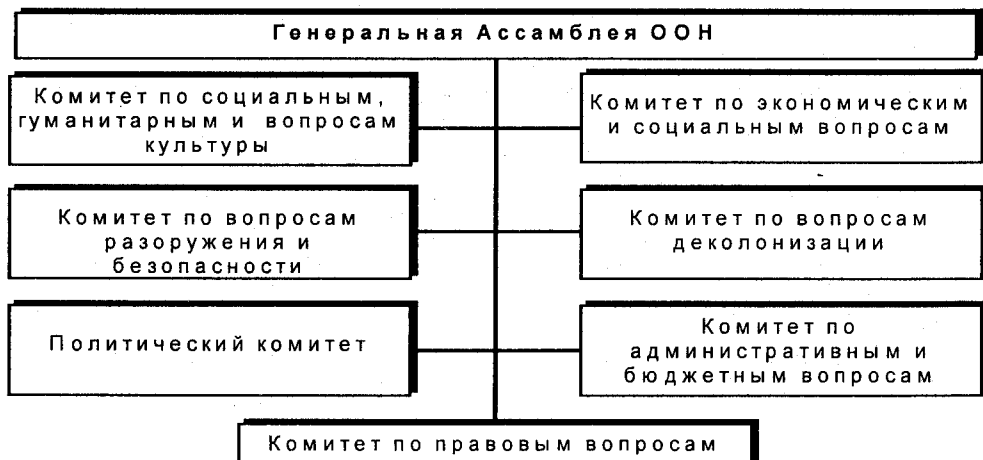 Генеральная Ассамблея ООН
Комитет по социальным,
гуманитарным и вопросам
культуры
Комитет по экономическим
и социальным вопросам
Комитет по вопросам
разоружения и
безопасности
Комитет по вопросам
деколонизации
Политический комитет
Комитет по
административным и
бюджетным вопросам
Комитет по правовым вопросам